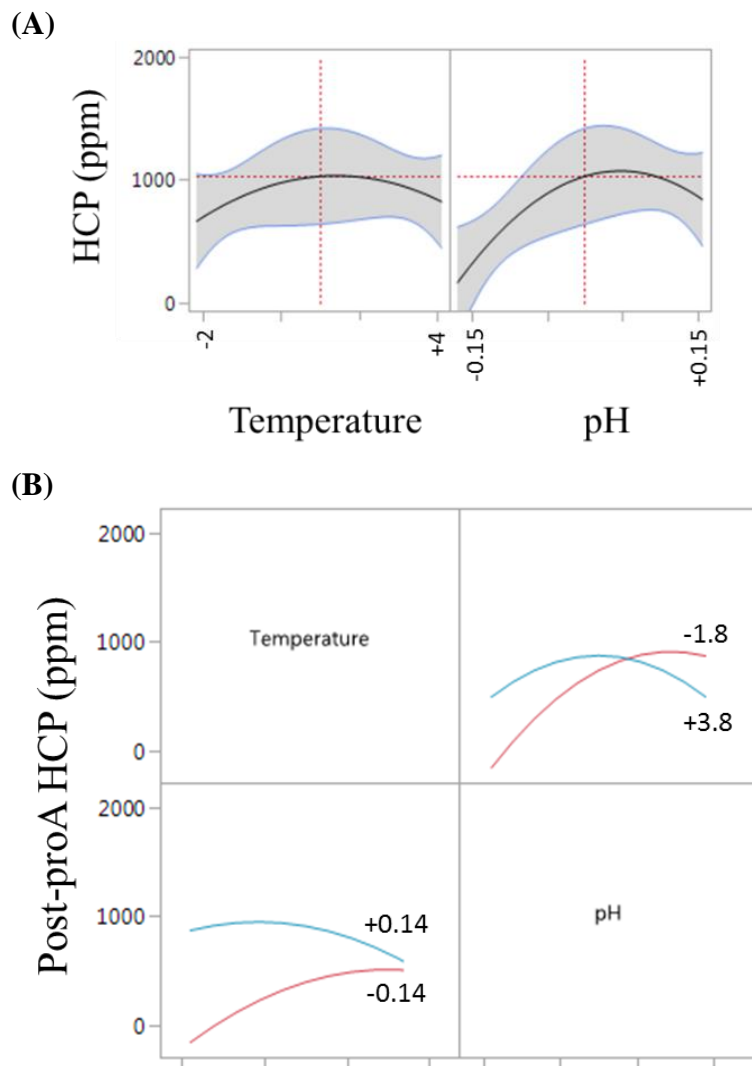 (A)
HCP (ppm)
2000
1000
0
-2
+4
-0.15
+0.15
Temperature
pH
(B)
Post-proA HCP (ppm)
2000
1000
0
Temperature
-1.8
+3.8
2000
1000
0
+0.14
-0.14
pH